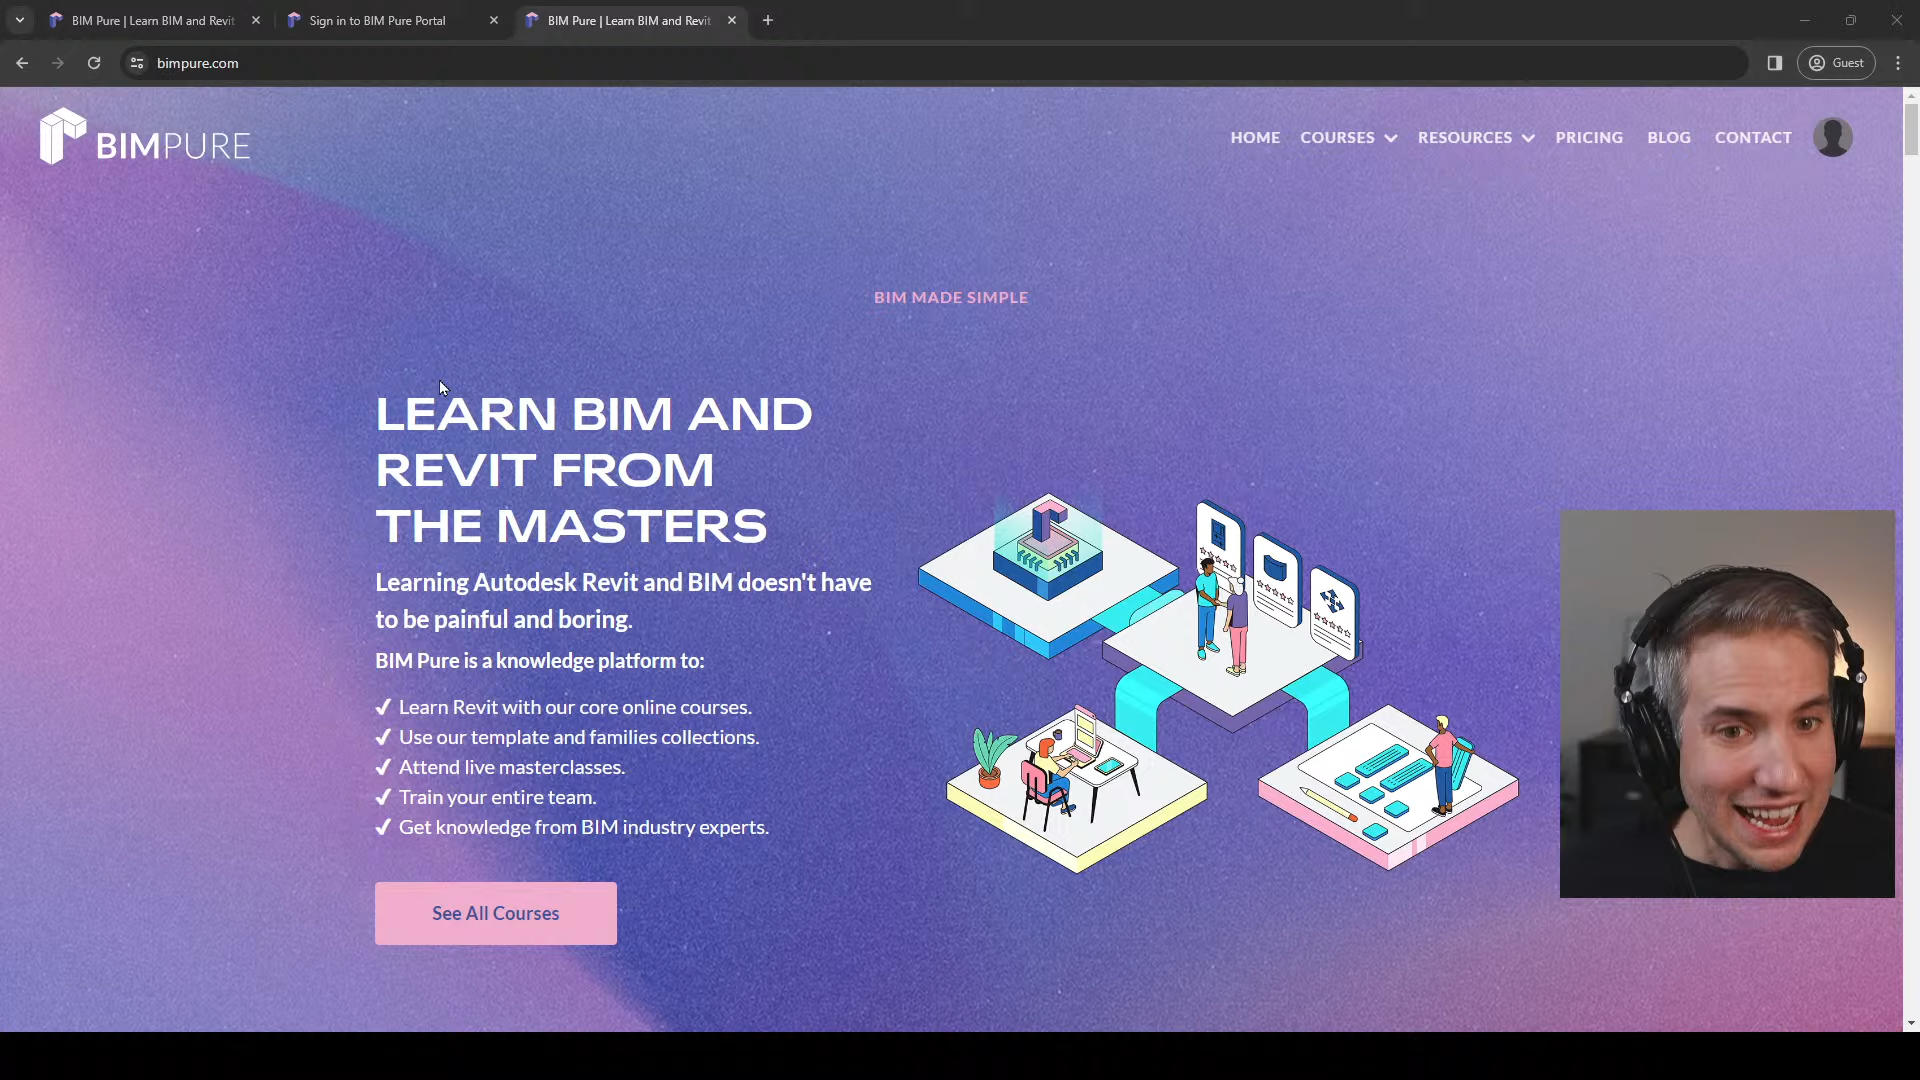 BIM Pure | Learn BIM and Revit
Sign in to BIM Pure Portal
BIM Pure | Learn BIM and Revit
bimpure.com
Guest
BIMPURE
HOME
COURSES
RESOURCES
PRICING
BLOG
CONTACT
BIM MADE SIMPLE
LEARN BIM AND
REVIT FROM
THE MASTERS
Learning Autodesk Revit and BIM doesn't have
to be painful and boring.
BIM Pure is a knowledge platform to:
✓ Learn Revit with our core online courses.
✓ Use our template and families collections.
✓ Attend live masterclasses.
✓ Train your entire team.
✓ Get knowledge from BIM industry experts.
See All Courses